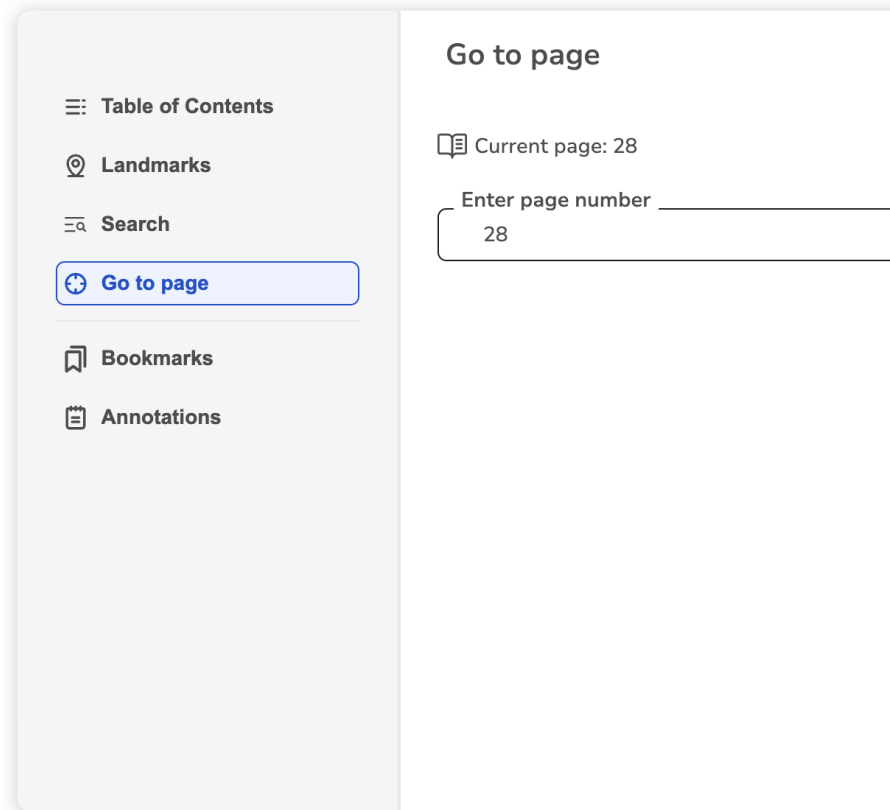 Table of Contents
Landmarks
Search
Go to page
Bookmarks
Annotations
Go to page
Current page: 28
Enter page number
28